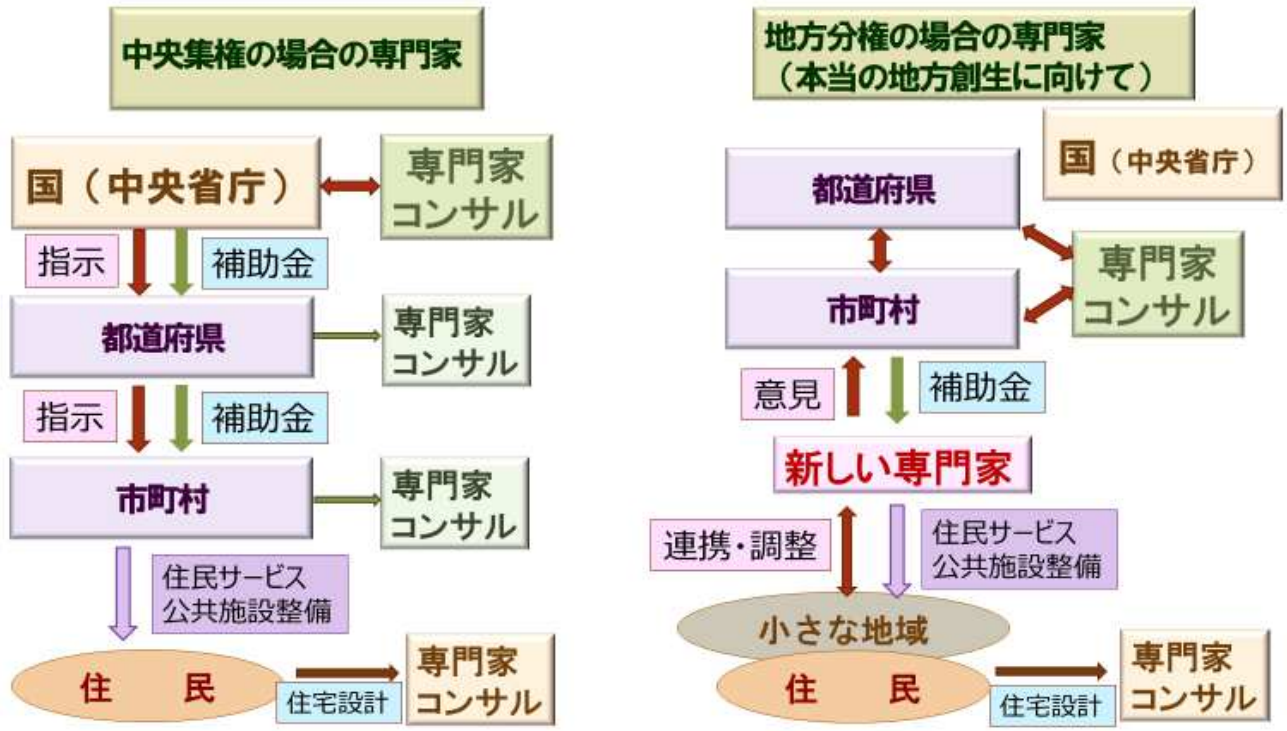 中央集権の場合の専門家
国（中央省庁）
専門家
コンサル
指示
補助金
都道府県
専門家
コンサル
指示
補助金
市町村
専門家
コンサル
住民サービス
公共施設整備
住　民
住宅設計
専門家
コンサル
地方分権の場合の専門家
（本当の地方創生に向けて）
国（中央省庁）
都道府県
専門家
コンサル
市町村
意見
補助金
新しい専門家
連携・調整
住民サービス
公共施設整備
小さな地域
住　民
住宅設計
専門家
コンサル